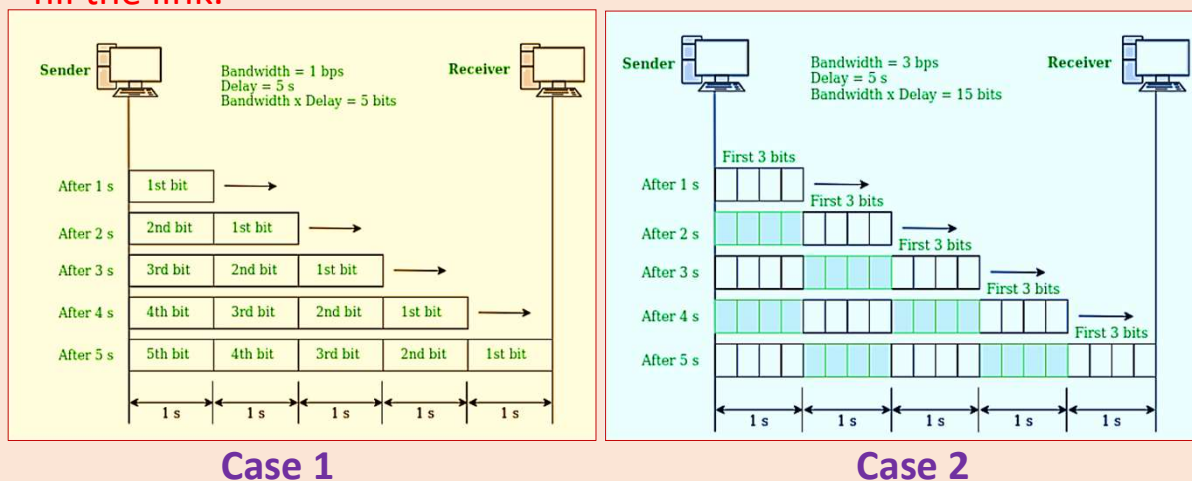 fill the link.
Sender
Receiver
Bandwidth = 1 bps
Delay = 5 s
Bandwidth x Delay = 5 bits
After 1 s 1st bit
After 2 s 2nd bit 1st bit
After 3 s 3rd bit 2nd bit 1st bit
After 4 s 4th bit 3rd bit 2nd bit 1st bit
After 5 s 5th bit 4th bit 3rd bit 2nd bit 1st bit
1 s 1 s 1 s 1 s 1 s
Case 1
Sender
Receiver
Bandwidth = 3 bps
Delay = 5 s
Bandwidth x Delay = 15 bits
First 3 bits
After 1 s
First 3 bits
After 2 s
First 3 bits
After 3 s
First 3 bits
After 4 s
First 3 bits
After 5 s
1 s 1 s 1 s 1 s 1 s
Case 2